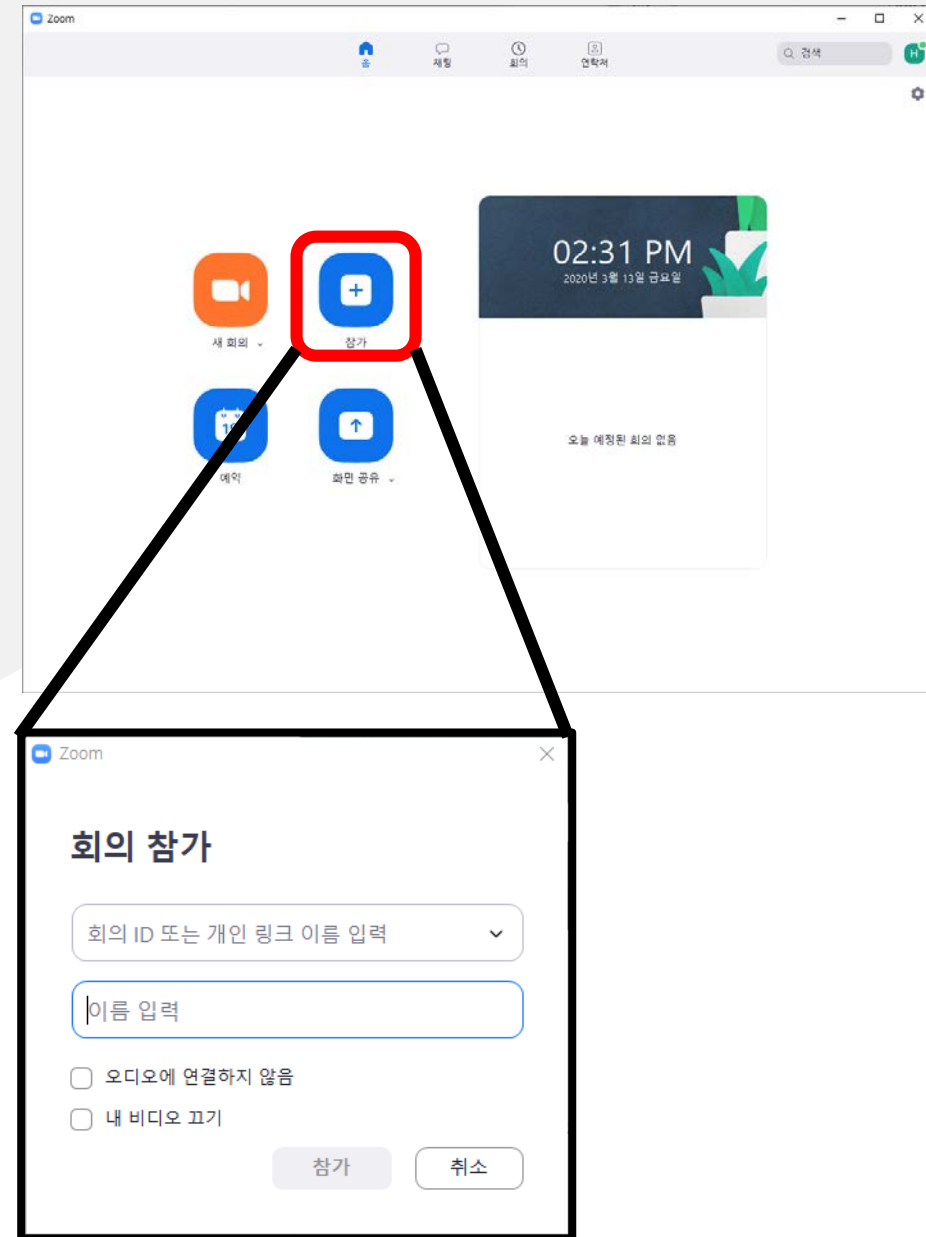 Zoom
홈 채팅 회의 연락처 검색 H
02:31 PM
2020년 3월 13일 금요일
새 회의 참가
19
예약 화면 공유
오늘 예정된 회의 없음
Zoom
회의 참가
회의 ID 또는 개인 링크 이름 입력
이름 입력
오디오에 연결하지 않음
내 비디오 끄기
참가 취소